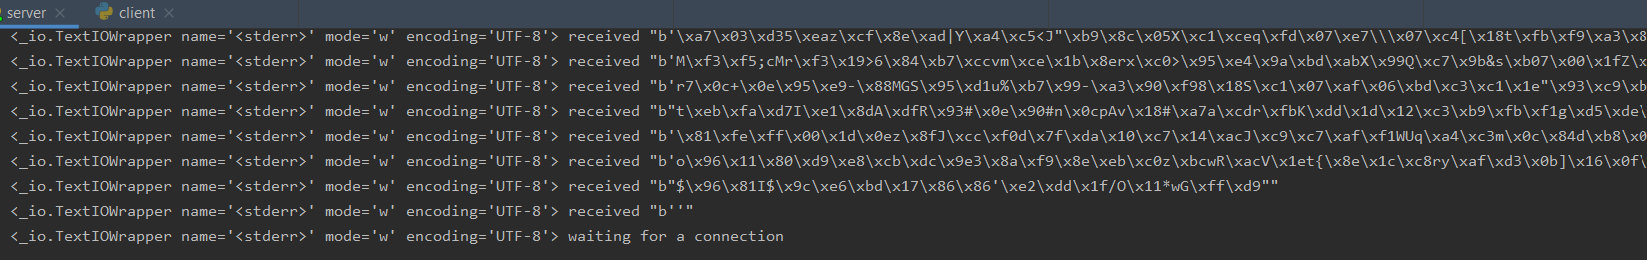 server client
<_io.TextIOWrapper name='<stderr>' mode='w' encoding='UTF-8'> received "b'\xa7\x03\xd35\xeaz\xcf\x8e\xad|Y\xa4\xc5<J"\xb9\x8c\x05X\xc1\xceq\xfd\x07\xe7\\\x07\xc4[\x18t\xfb\xf9\xa3\x8
<_io.TextIOWrapper name='<stderr>' mode='w' encoding='UTF-8'> received "b'M\xf3\xf5;cMr\xf3\x19>6\x84\xb7\xccvm\xce\x1b\x8erx\xc0>\x95\xe4\x9a\xbd\xabX\x99Q\xc7\x9b&s\xb07\x00\x1fZ\
<_io.TextIOWrapper name='<stderr>' mode='w' encoding='UTF-8'> received "b'r7\x0c+\x0e\x95\xe9-\x88MGS\x95\xd1u%\xb7\x99-\xa3\x90\xf98\x18S\xc1\x07\xaf\x06\xbd\xc3\xc1\x1e"\x93\xc9\xb
<_io.TextIOWrapper name='<stderr>' mode='w' encoding='UTF-8'> received "b"t\xeb\xfa\xd7I\xe1\x8dA\xdfR\x93#\x0e\x90#n\x0cpAv\x18#\xa7a\xcdr\xfbK\xdd\x1d\x12\xc3\xb9\xfb\xf1g\xd5\xde\
<_io.TextIOWrapper name='<stderr>' mode='w' encoding='UTF-8'> received "b'\x81\xfe\xff\x00\x1d\x0ez\x8fJ\xcc\xf0d\x7f\xda\x10\xc7\x14\xacJ\xc9\xc7\xaf\xf1WUq\xa4\xc3m\x0c\x84d\xb8\x0
<_io.TextIOWrapper name='<stderr>' mode='w' encoding='UTF-8'> received "b'o\x96\x11\x80\xd9\xe8\xcb\xdc\x9e3\x8a\xf9\x8e\xeb\xc0z\xbcwR\xacV\x1et{\x8e\x1c\xc8ry\xaf\xd3\x0b]\x16\x0f\
<_io.TextIOWrapper name='<stderr>' mode='w' encoding='UTF-8'> received "b"$\x96\x81I$\x9c\xe6\xbd\x17\x86\x86'\xe2\xdd\x1f/O\x11*wG\xff\xd9""
<_io.TextIOWrapper name='<stderr>' mode='w' encoding='UTF-8'> received "b''"
<_io.TextIOWrapper name='<stderr>' mode='w' encoding='UTF-8'> waiting for a connection